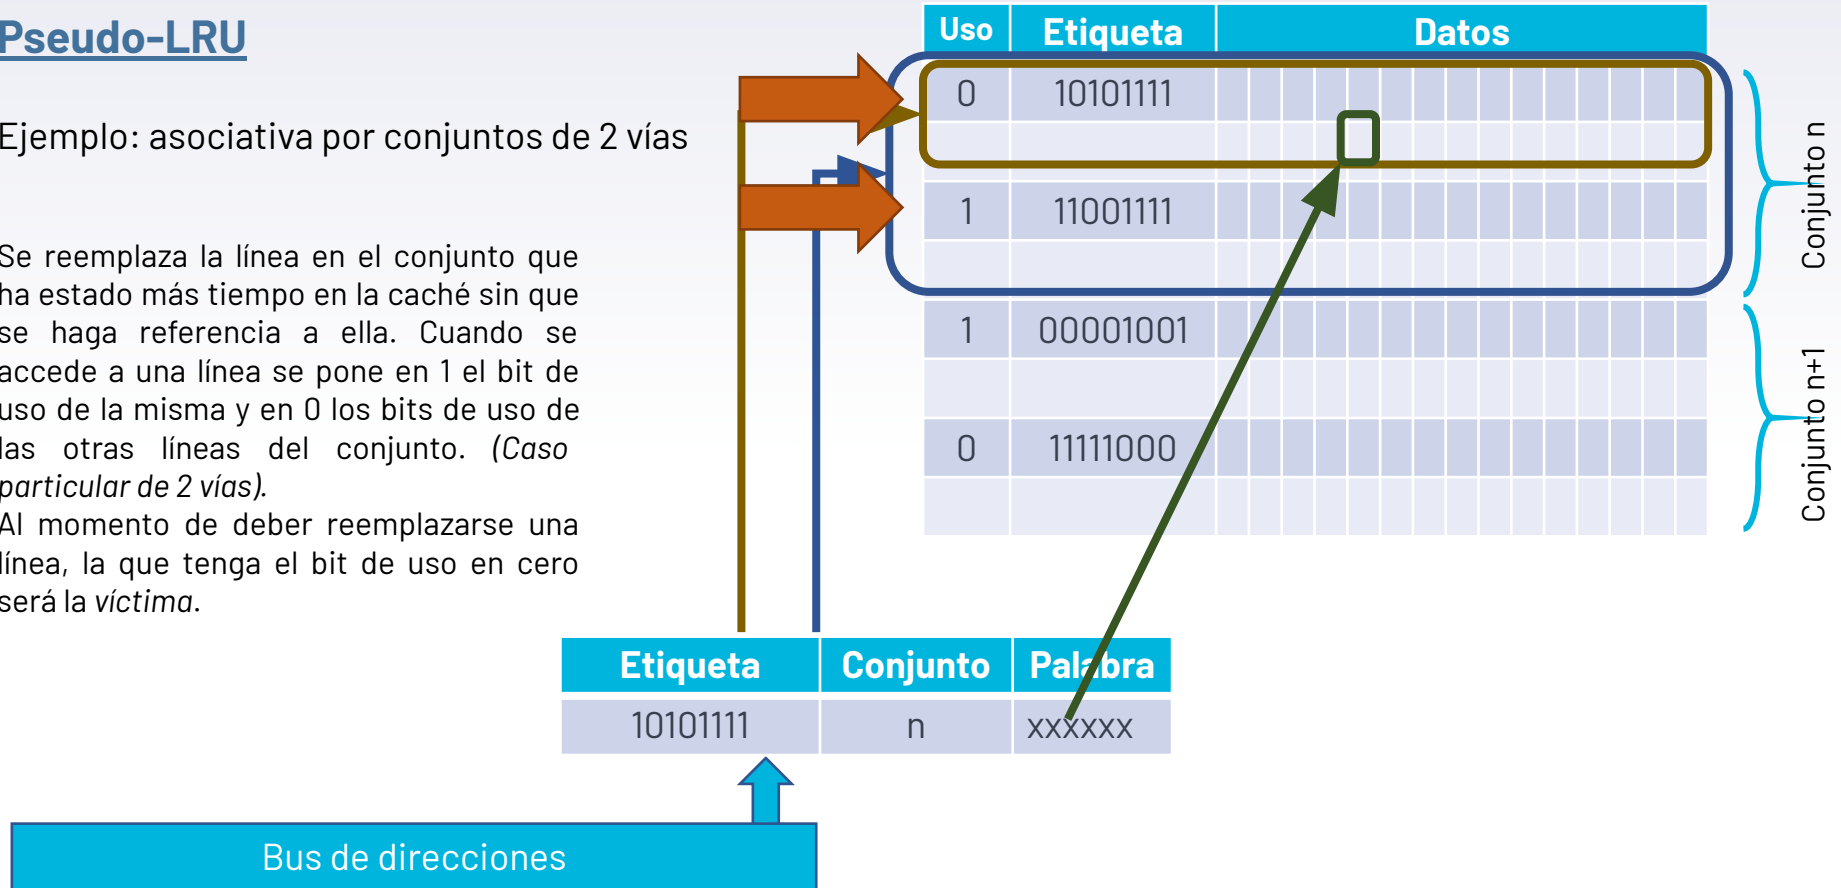 Pseudo-LRU
Ejemplo: asociativa por conjuntos de 2 vías
Se reemplaza la línea en el conjunto que
ha estado más tiempo en la caché sin que
se haga referencia a ella. Cuando se
accede a una línea se pone en 1 el bit de
uso de la misma y en 0 los bits de uso de
las otras líneas del conjunto. (Caso
particular de 2 vías).
Al momento de deber reemplazarse una
línea, la que tenga el bit de uso en cero
será la víctima.
Uso Etiqueta Datos
0 10101111
1 11001111
1 00001001
0 11111000
Conjunto n
Conjunto n+1
Etiqueta Conjunto Palabra
10101111 n xxxxxx
Bus de direcciones